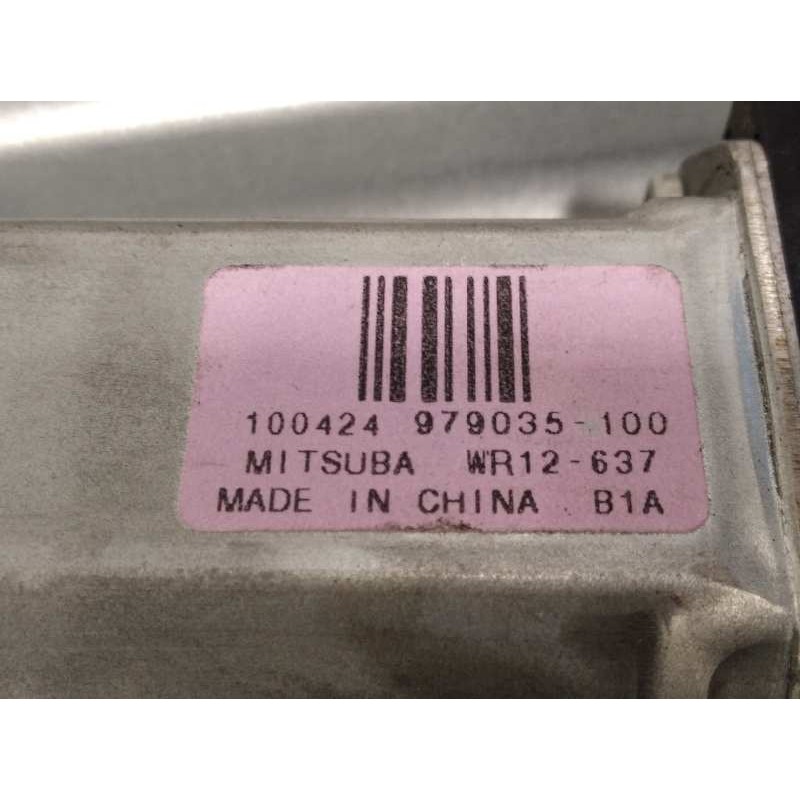 100424 979035-100
MITSUBA WR12-637
MADE IN CHINA B1A